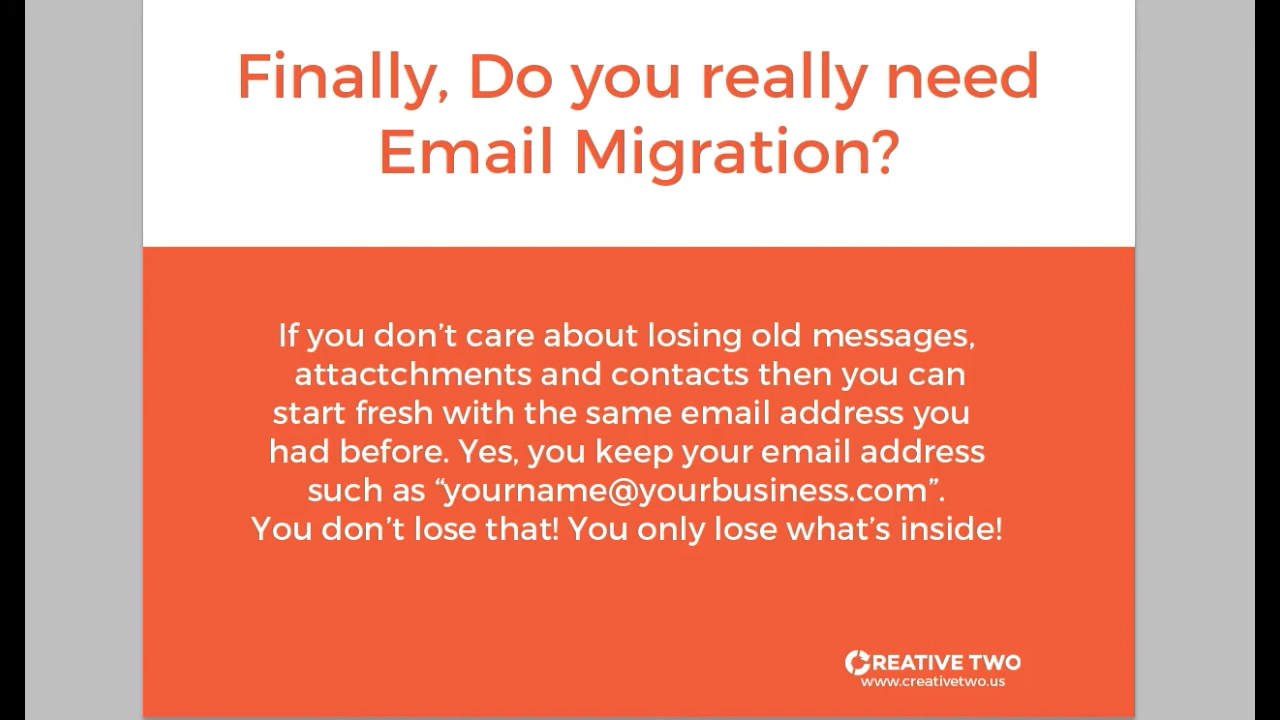 Finally, Do you really need
Email Migration?
If you don’t care about losing old messages,
attactchments and contacts then you can
start fresh with the same email address you
had before. Yes, you keep your email address
such as “yourname@yourbusiness.com”.
You don’t lose that! You only lose what’s inside!
CREATIVE TWO
www.creativetwo.us